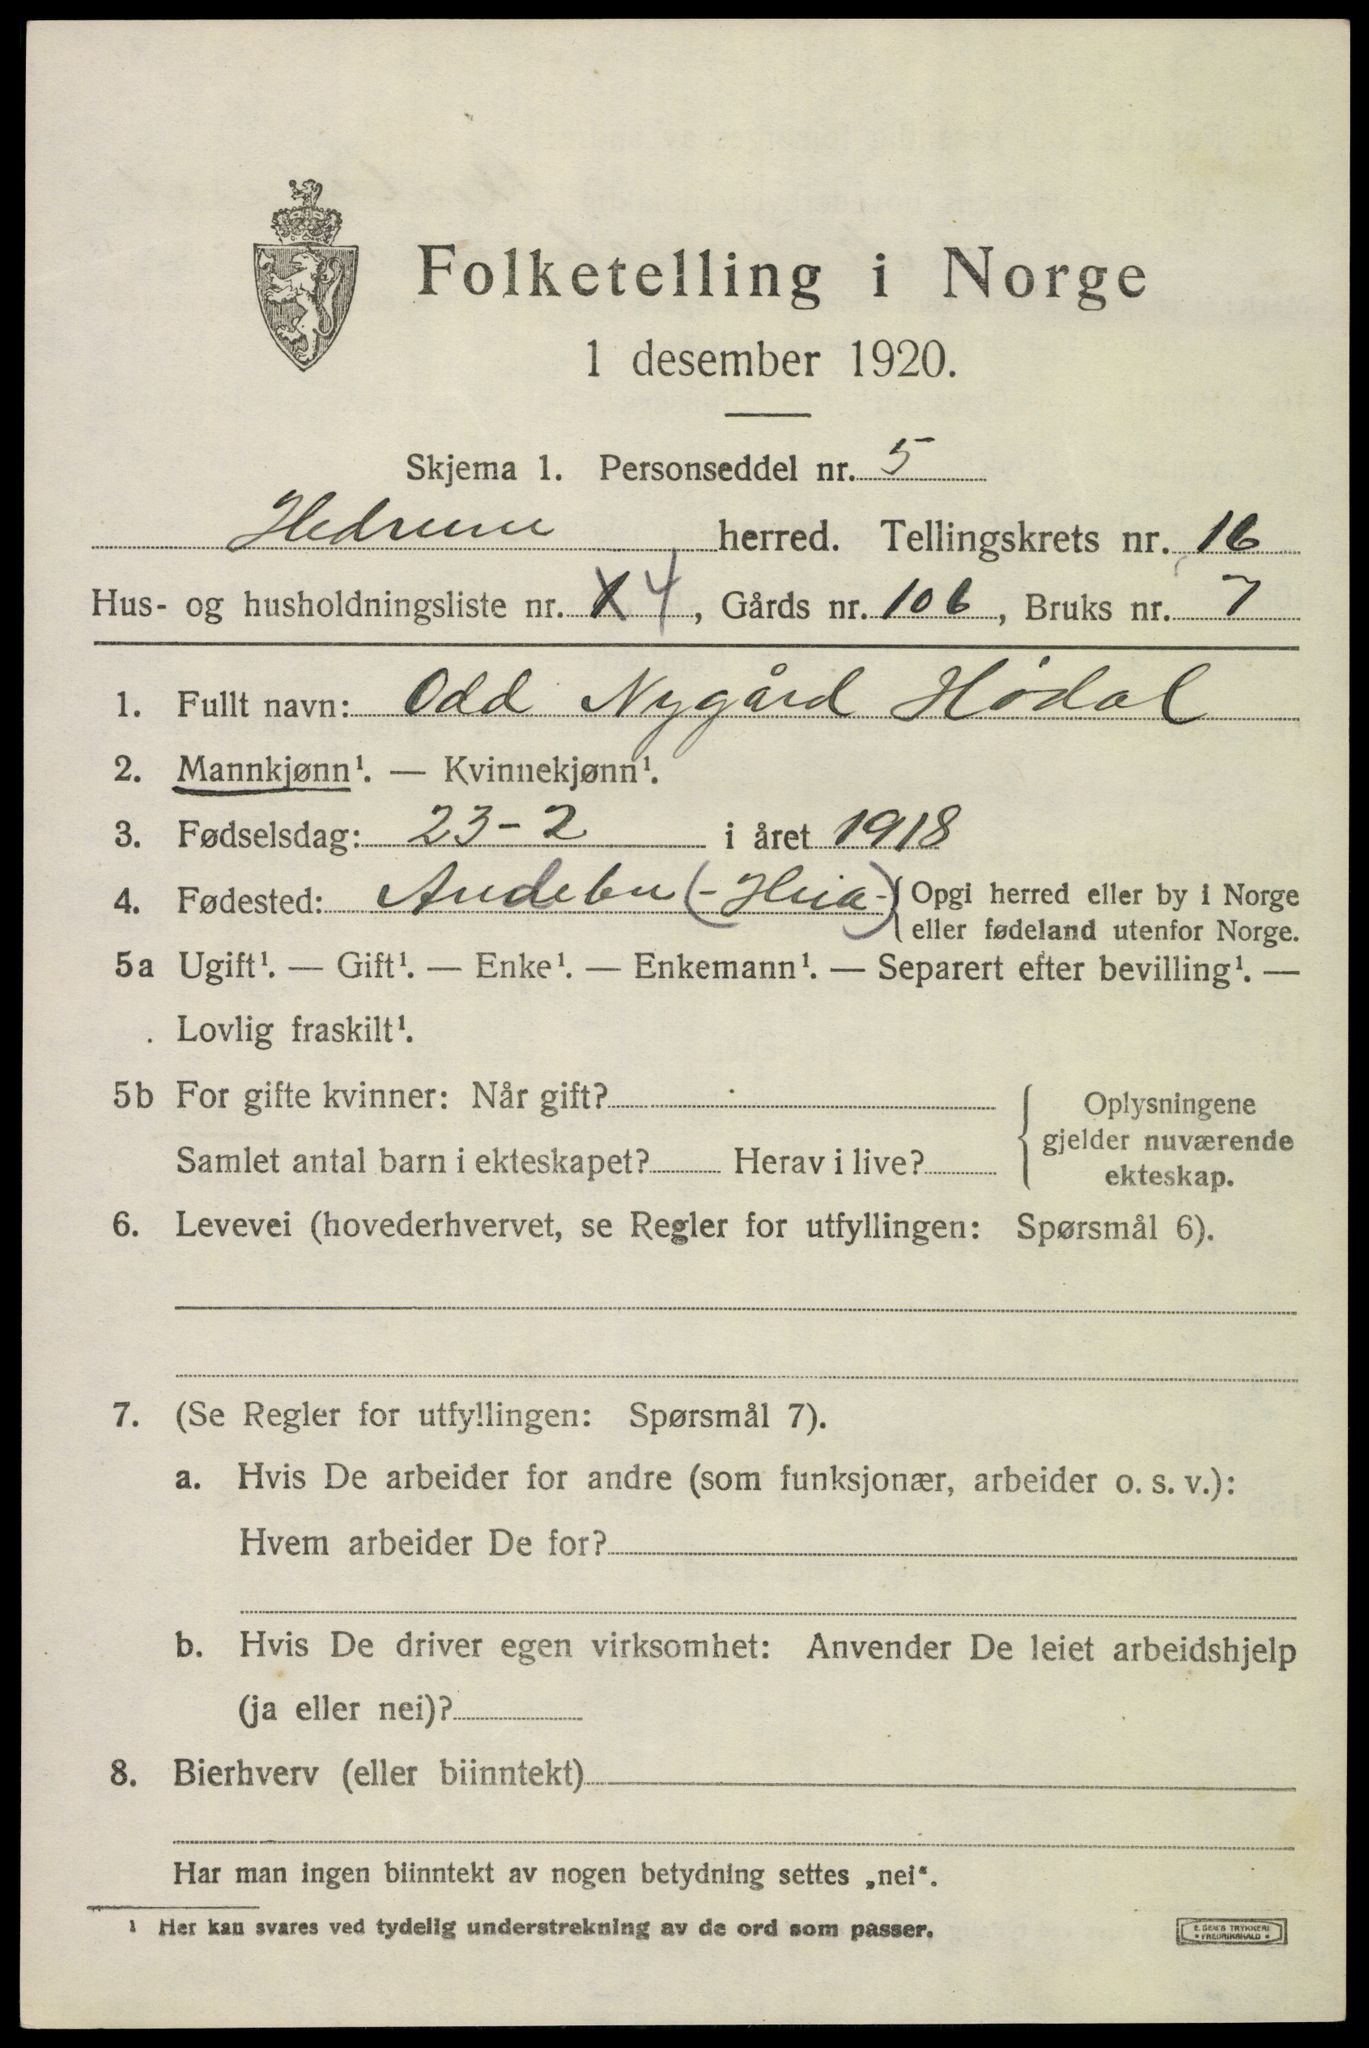 Folketelling i Norge
1 desember 1920.
Skjema 1. Personseddel nr. 5
Hedrum herred. Tellingskrets nr. 16
Hus- og husholdningsliste nr. 1 4, Gårds nr. 106, Bruks nr. 7
1. Fullt navn: Odd Nygård Hødal
2. Mannkjønn¹. — Kvinnekjønn¹.
3. Fødselsdag: 23-2 i året 1918
4. Fødested: Andebu (-Heia-) Opgi herred eller by i Norge
eller fødeland utenfor Norge.
5a Ugift¹. — Gift¹. — Enke¹. — Enkemann¹. — Separert efter bevilling¹. —
Lovlig fraskilt¹.
5b For gifte kvinner: Når gift?
Samlet antal barn i ekteskapet? Herav i live?
Oplysningene
gjelder nuværende
ekteskap.
6. Levevei (hovederhvervet, se Regler for utfyllingen: Spørsmål 6).
7. (Se Regler for utfyllingen: Spørsmål 7).
a. Hvis De arbeider for andre (som funksjonær, arbeider o. s. v.):
Hvem arbeider De for?
b. Hvis De driver egen virksomhet: Anvender De leiet arbeidshjelp
(ja eller nei)?
8. Bierhverv (eller biinntekt)
Har man ingen biinntekt av nogen betydning settes „nei".
¹ Her kan svares ved tydelig understrekning av de ord som passer.
E. SEM'S TRYKKERI
• FREDRIKSHALD •